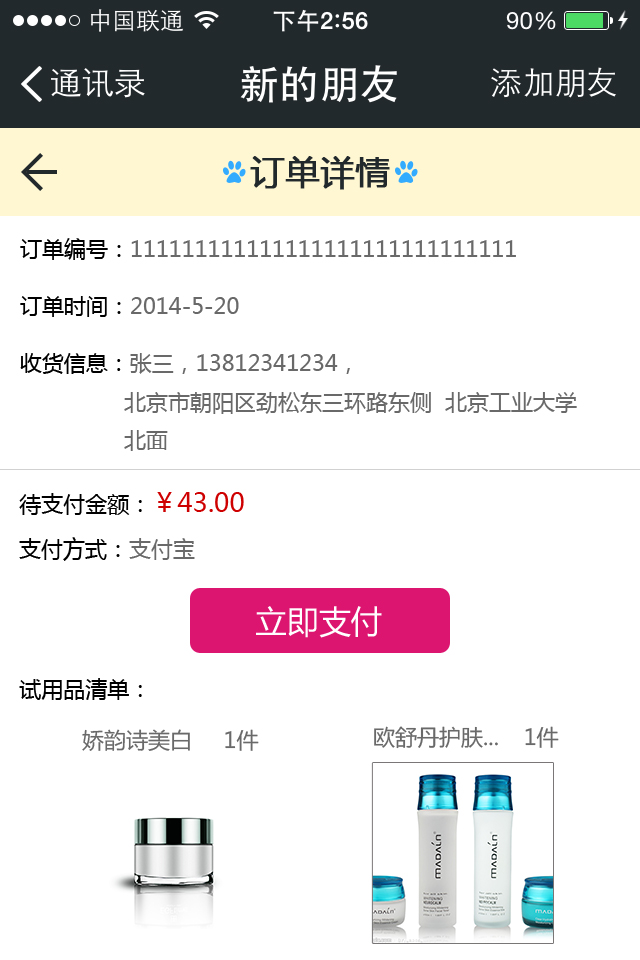 中国联通 下午2:56 90%
通讯录 新的朋友 添加朋友
订单详情
订单编号：111111111111111111111111111111
订单时间：2014-5-20
收货信息：张三，13812341234，
北京市朝阳区劲松东三环路东侧 北京工业大学
北面
待支付金额：￥43.00
支付方式：支付宝
立即支付
试用品清单：
娇韵诗美白 1件
欧舒丹护肤... 1件